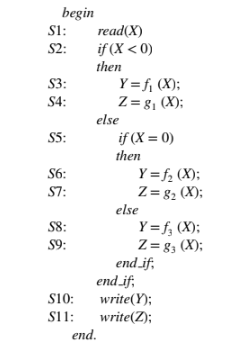 begin
S1: read(X)
S2: if(X < 0)
then
S3: Y = f₁ (X);
S4: Z = g₁ (X);
else
S5: if(X = 0)
then
S6: Y = f₂ (X);
S7: Z = g₂ (X);
else
S8: Y = f₃ (X);
S9: Z = g₃ (X);
end_if;
end_if;
S10: write(Y);
S11: write(Z);
end.